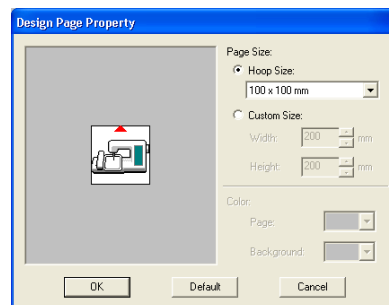 Design Page Property
Page Size:
Hoop Size:
100 x 100 mm
Custom Size:
Width: 200 mm
Height: 200 mm
Color:
Page:
Background:
OK Default Cancel